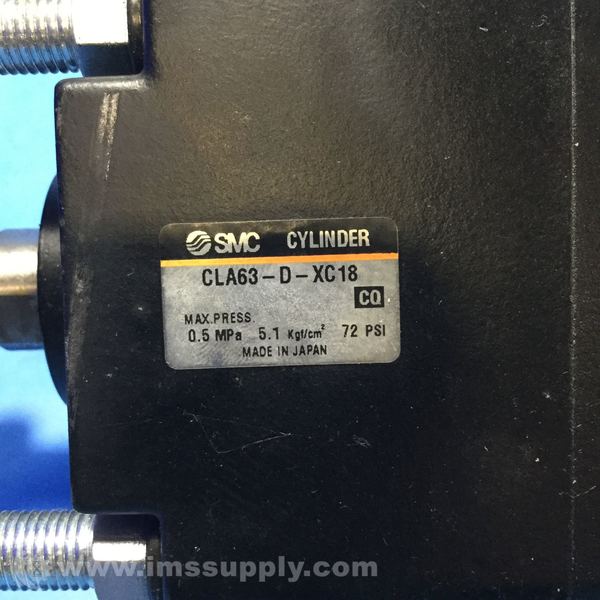 SMC CYLINDER
CLA63-D-XC18
CQ
MAX.PRESS.
0.5 MPa 5.1 Kgf/cm² 72 PSI
MADE IN JAPAN
www.imssupply.com